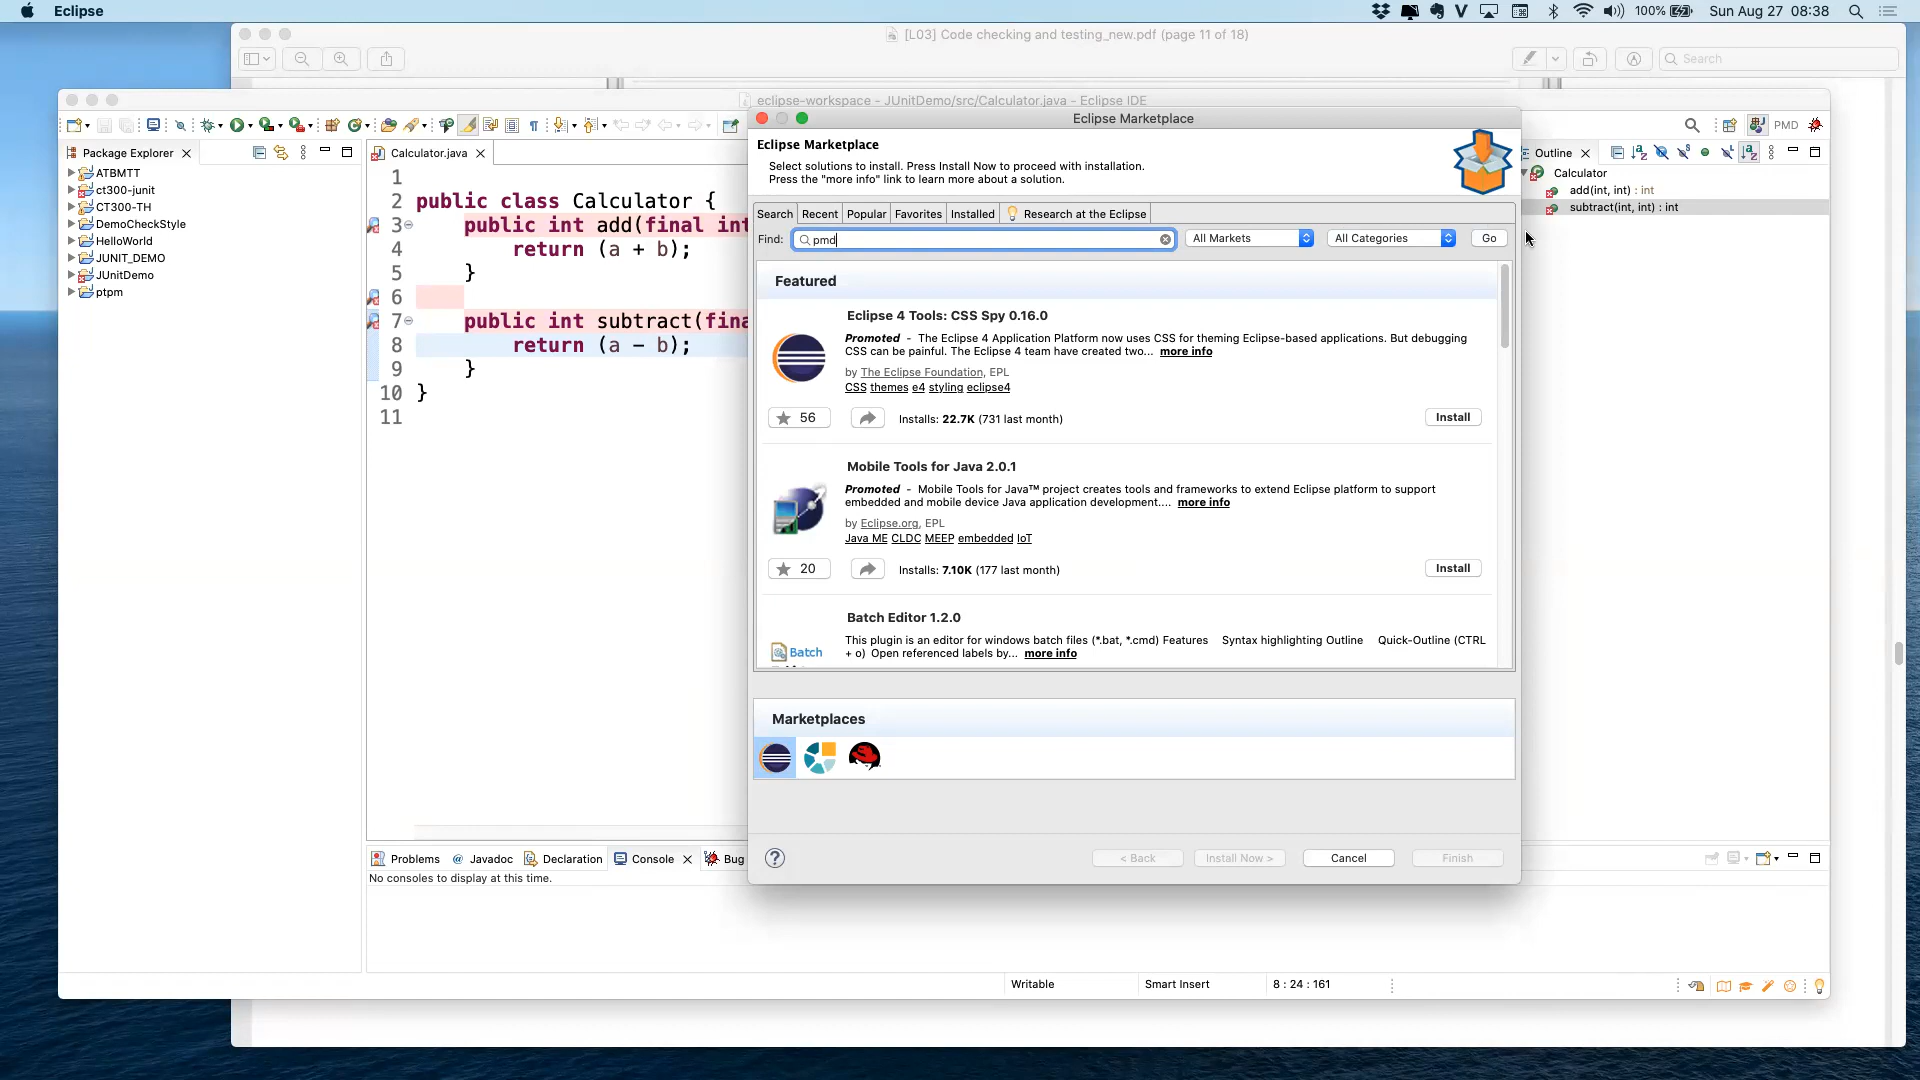 Eclipse
100%
Sun Aug 27 08:38
[L03] Code checking and testing_new.pdf (page 11 of 18)
Search
eclipse-workspace - JUnitDemo/src/Calculator.java - Eclipse IDE
PMD
Package Explorer
ATBMTT
ct300-junit
CT300-TH
DemoCheckStyle
HelloWorld
JUNIT_DEMO
JUnitDemo
ptpm
Calculator.java
1
2 public class Calculator {
3 public int add(final int
4 return (a + b);
5 }
6
7 public int subtract(fina
8 return (a - b);
9 }
10 }
11
Outline
Calculator
add(int, int) : int
subtract(int, int) : int
Eclipse Marketplace
Eclipse Marketplace
Select solutions to install. Press Install Now to proceed with installation.
Press the "more info" link to learn more about a solution.
Search Recent Popular Favorites Installed Research at the Eclipse
Find: pmd All Markets All Categories Go
Featured
Eclipse 4 Tools: CSS Spy 0.16.0
Promoted - The Eclipse 4 Application Platform now uses CSS for theming Eclipse-based applications. But debugging
CSS can be painful. The Eclipse 4 team have created two... more info
by The Eclipse Foundation, EPL
CSS themes e4 styling eclipse4
56 Installs: 22.7K (731 last month) Install
Mobile Tools for Java 2.0.1
Promoted - Mobile Tools for Java™ project creates tools and frameworks to extend Eclipse platform to support
embedded and mobile device Java application development.... more info
by Eclipse.org, EPL
Java ME CLDC MEEP embedded IoT
20 Installs: 7.10K (177 last month) Install
Batch Editor 1.2.0
This plugin is an editor for windows batch files (*.bat, *.cmd) Features Syntax highlighting Outline Quick-Outline (CTRL
+ o) Open referenced labels by... more info
Batch
Marketplaces
< Back Install Now > Cancel Finish
Problems Javadoc Declaration Console Bug
No consoles to display at this time.
Writable Smart Insert 8 : 24 : 161